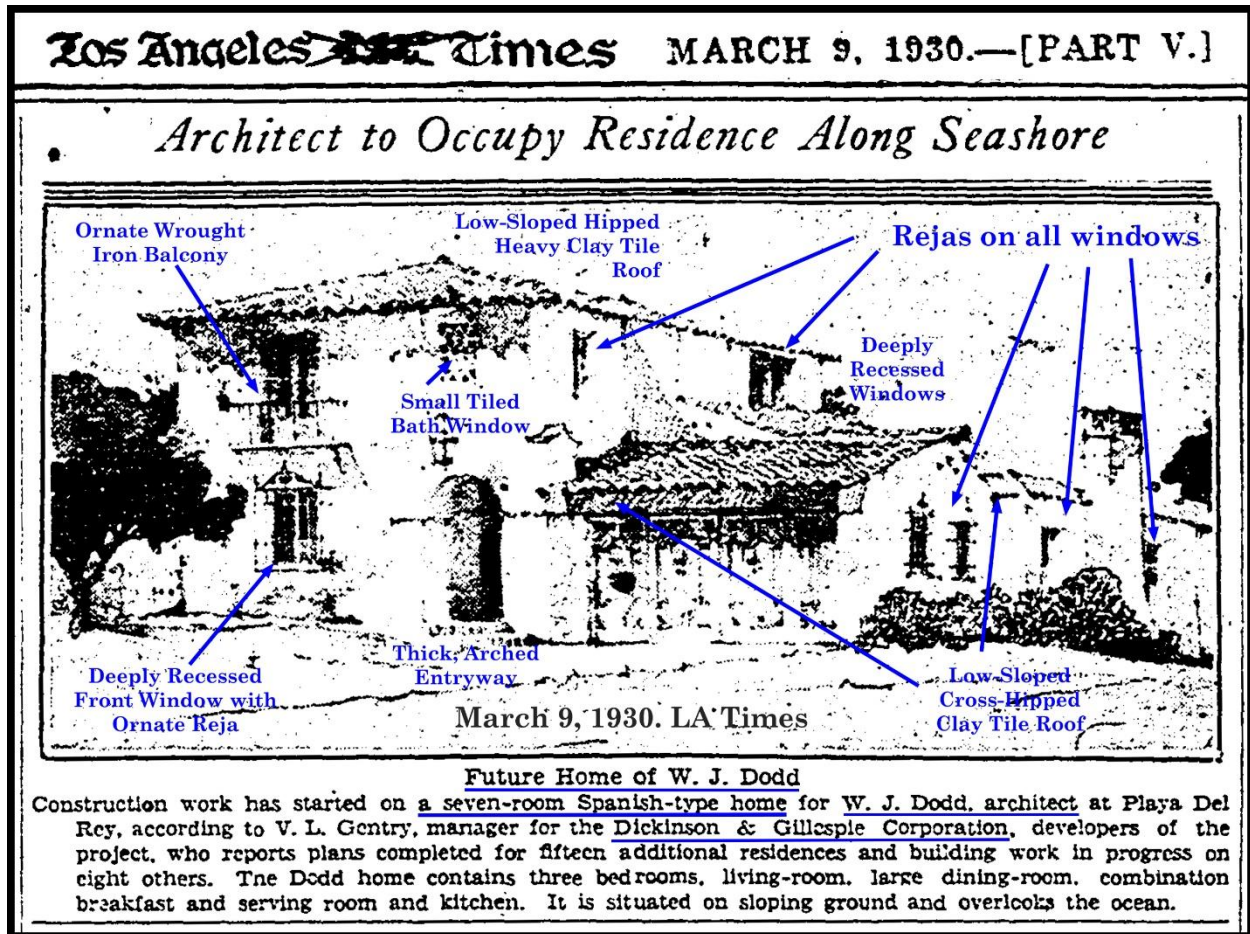 Los Angeles Times MARCH 9, 1930.—[PART V.]
Architect to Occupy Residence Along Seashore
Ornate Wrought
Iron Balcony
Low-Sloped Hipped
Heavy Clay Tile
Roof
Rejas on all windows
Deeply
Recessed
Windows
Small Tiled
Bath Window
Thick, Arched
Entryway
Deeply Recessed
Front Window with
Ornate Reja
Low-Sloped
Cross-Hipped
Clay Tile Roof
March 9, 1930. LA Times
Future Home of W. J. Dodd
Construction work has started on a seven-room Spanish-type home for W. J. Dodd, architect at Playa Del
Rey, according to V. L. Gentry, manager for the Dickinson & Gillespie Corporation, developers of the
project, who reports plans completed for fifteen additional residences and building work in progress on
eight others. The Dodd home contains three bedrooms, living-room, large dining-room, combination
breakfast and serving room and kitchen. It is situated on sloping ground and overlooks the ocean.